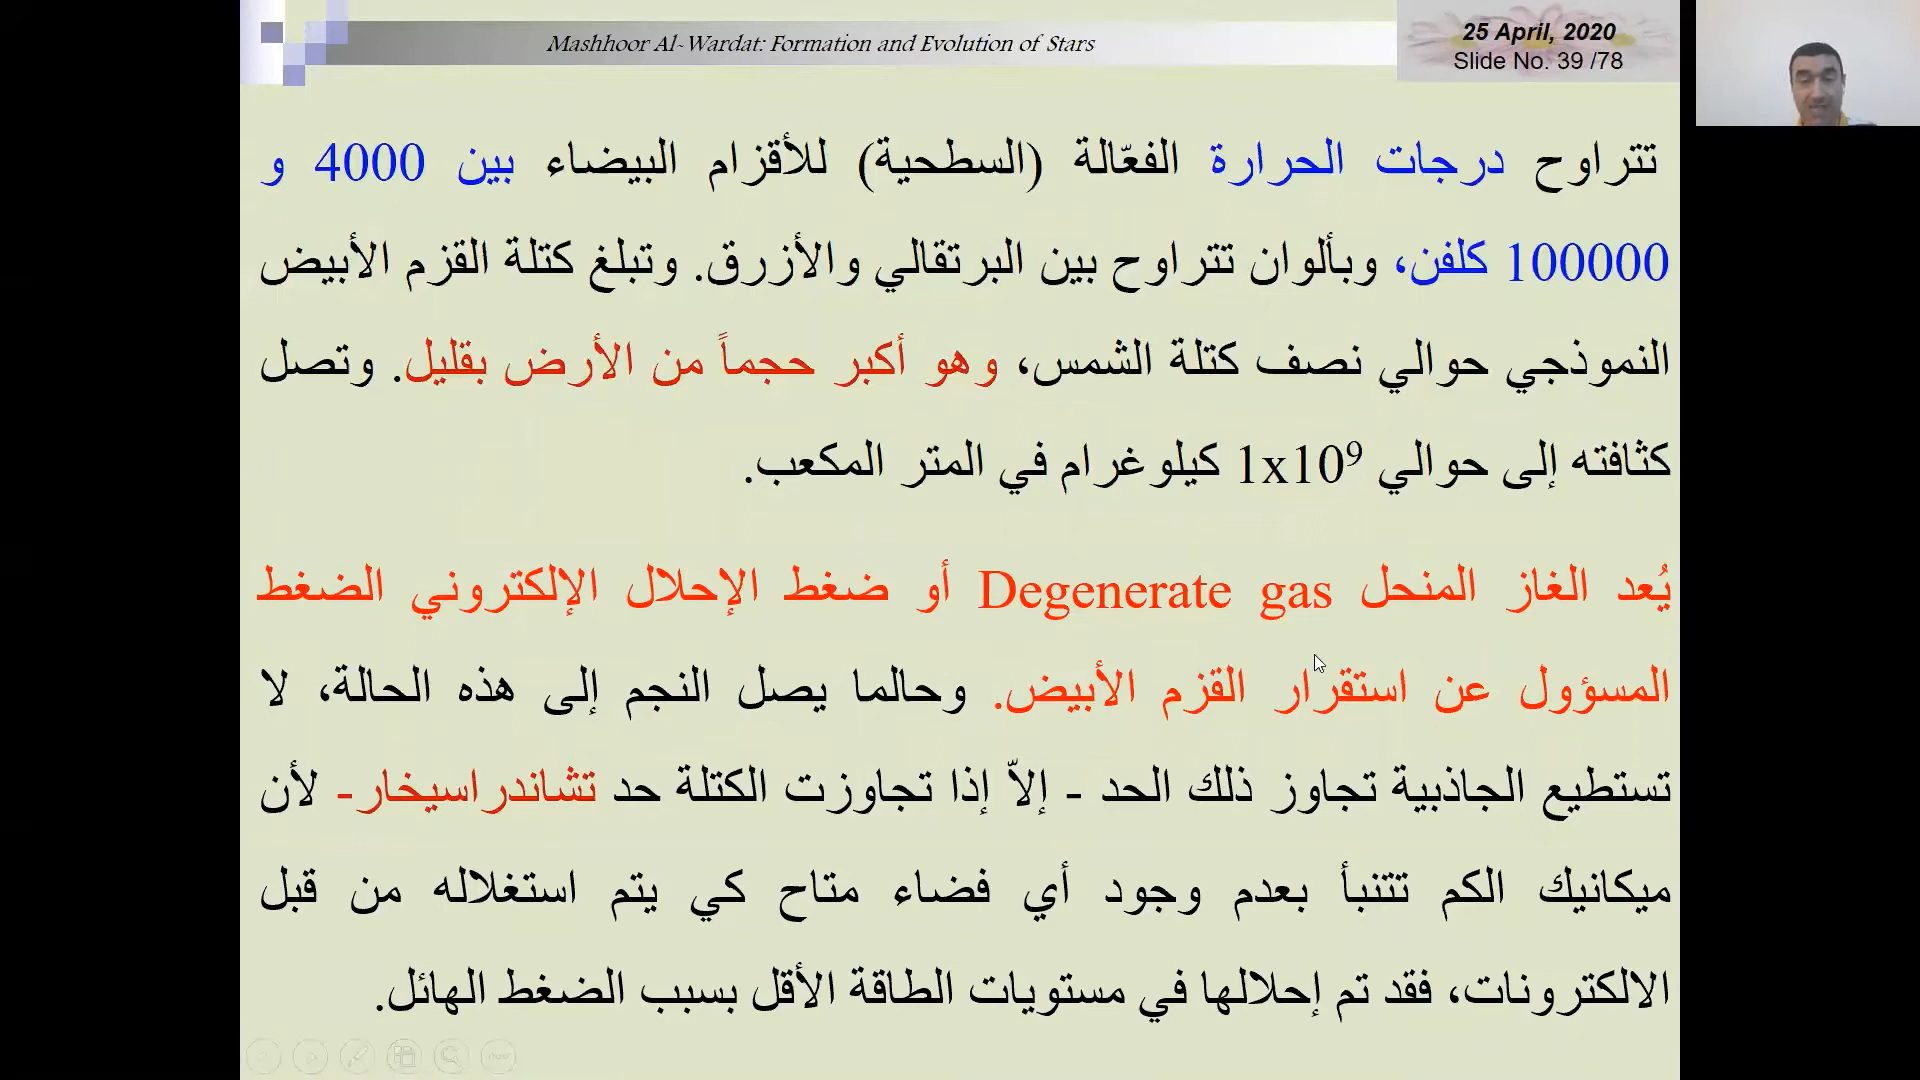 Mashhoor Al-Wardat: Formation and Evolution of Stars
25 April, 2020
Slide No. 39 /78
تتراوح درجات الحرارة الفعّالة (السطحية) للأقزام البيضاء بين 4000 و
100000 كلفن، وبألوان تتراوح بين البرتقالي والأزرق. وتبلغ كتلة القزم الأبيض
النموذجي حوالي نصف كتلة الشمس، وهو أكبر حجماً من الأرض بقليل. وتصل
كثافته إلى حوالي 1x10⁹ كيلوغرام في المتر المكعب.
يُعد الغاز المنحل Degenerate gas أو ضغط الإحلال الإلكتروني الضغط
المسؤول عن استقرار القزم الأبيض. وحالما يصل النجم إلى هذه الحالة، لا
تستطيع الجاذبية تجاوز ذلك الحد - إلاّ إذا تجاوزت الكتلة حد تشاندراسيخار- لأن
ميكانيك الكم تتنبأ بعدم وجود أي فضاء متاح كي يتم استغلاله من قبل
الالكترونات، فقد تم إحلالها في مستويات الطاقة الأقل بسبب الضغط الهائل.